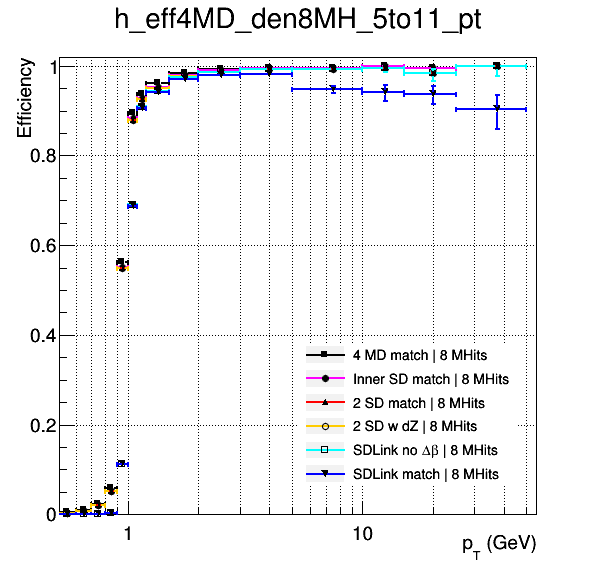 h_eff4MD_den8MH_5to11_pt
Efficiency
1
0.8
0.6
0.4
0.2
0
4 MD match | 8 MHits
Inner SD match | 8 MHits
2 SD match | 8 MHits
2 SD w dZ | 8 MHits
SDLink no Δβ | 8 MHits
SDLink match | 8 MHits
1 10
p_T (GeV)